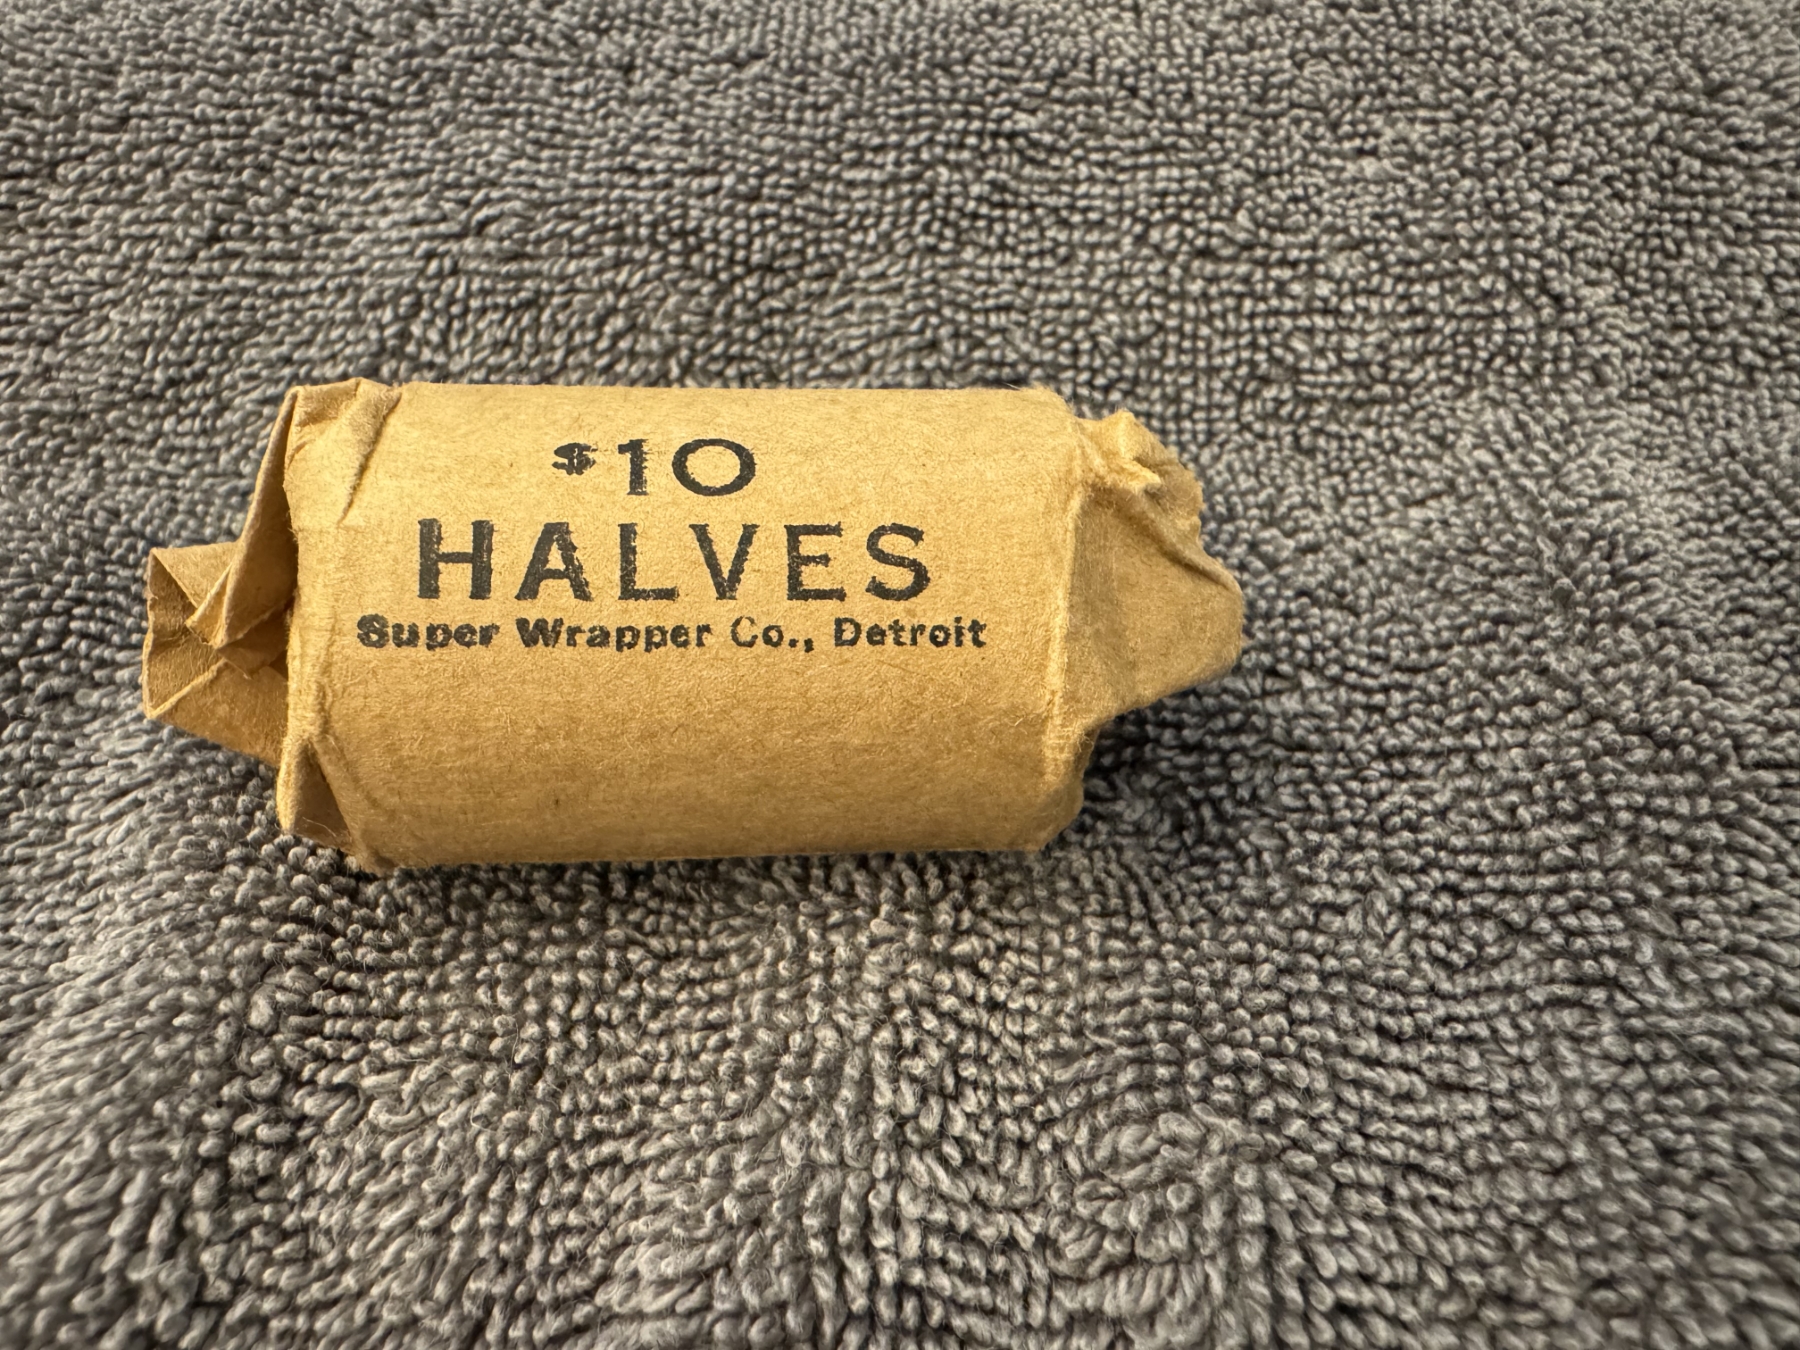 $10
HALVES
Super Wrapper Co., Detroit